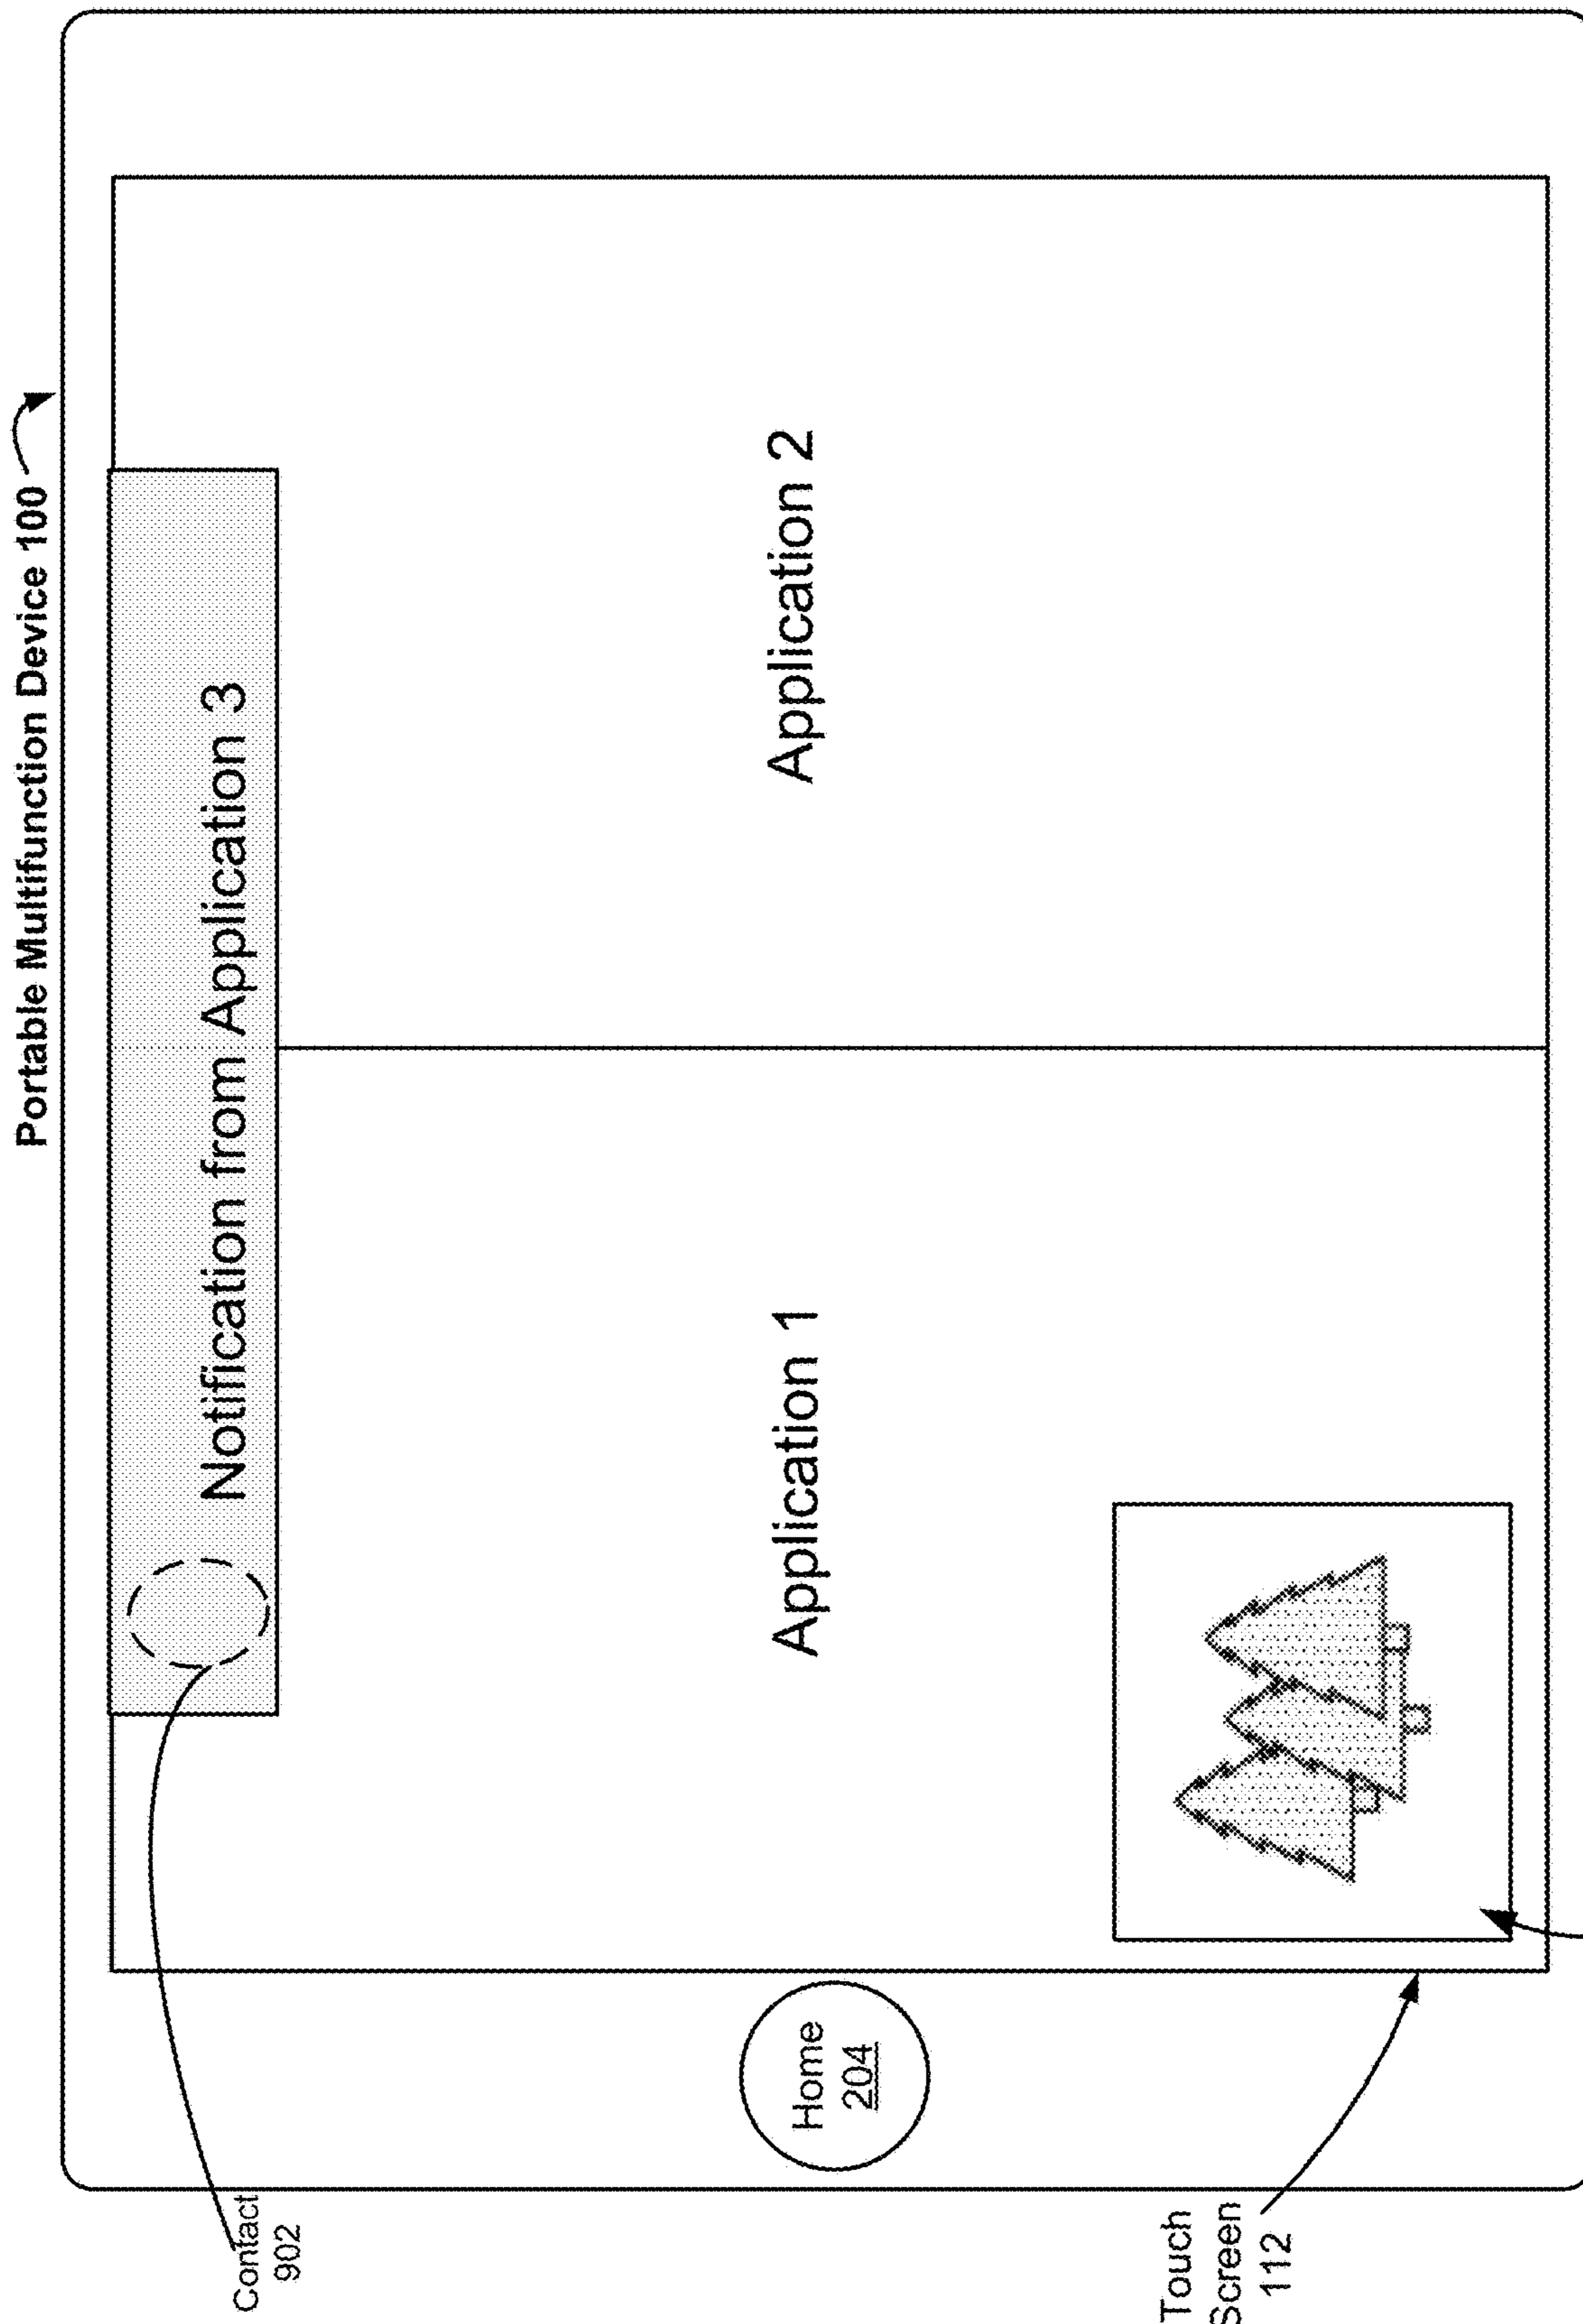 Portable Multifunction Device 100
Notification from Application 3
Application 1
Application 2
Home
204
Contact
902
Touch
Screen
112